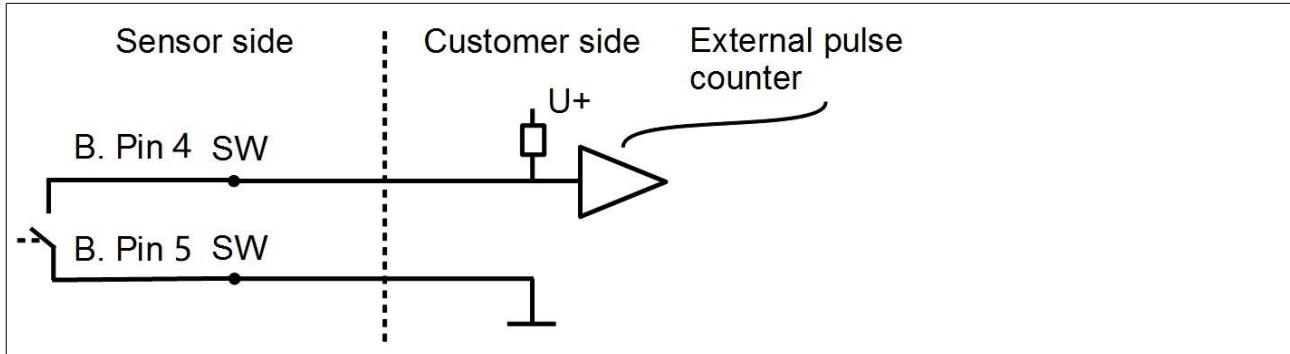 Sensor side
Customer side
External pulse
counter
U+
B. Pin 4 SW
B. Pin 5 SW